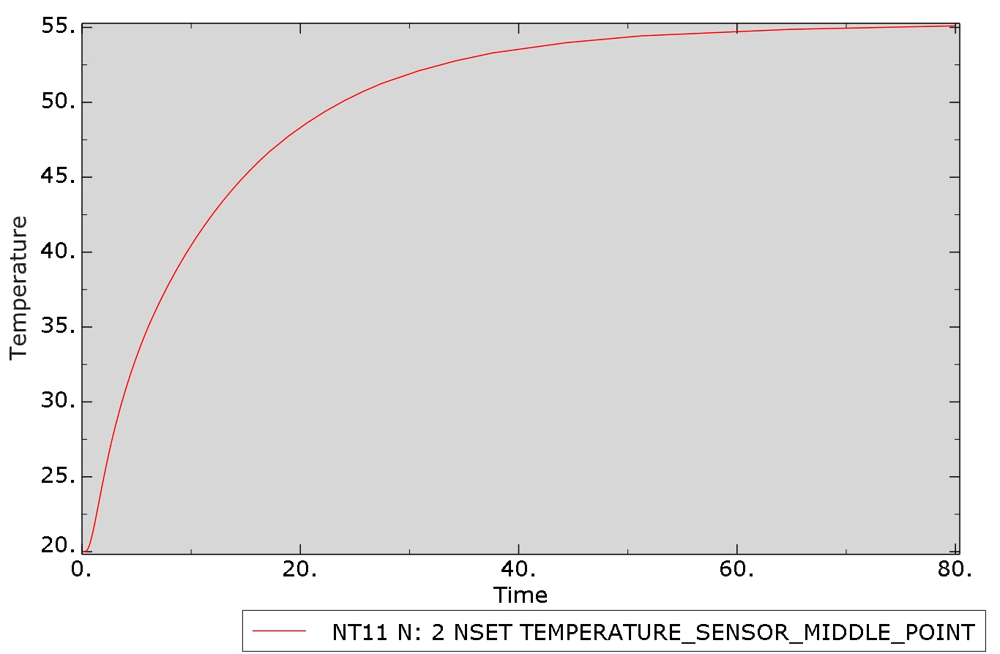 55.
50.
45.
40.
35.
30.
25.
20.
Temperature
0. 20. 40. 60. 80.
Time
NT11 N: 2 NSET TEMPERATURE_SENSOR_MIDDLE_POINT